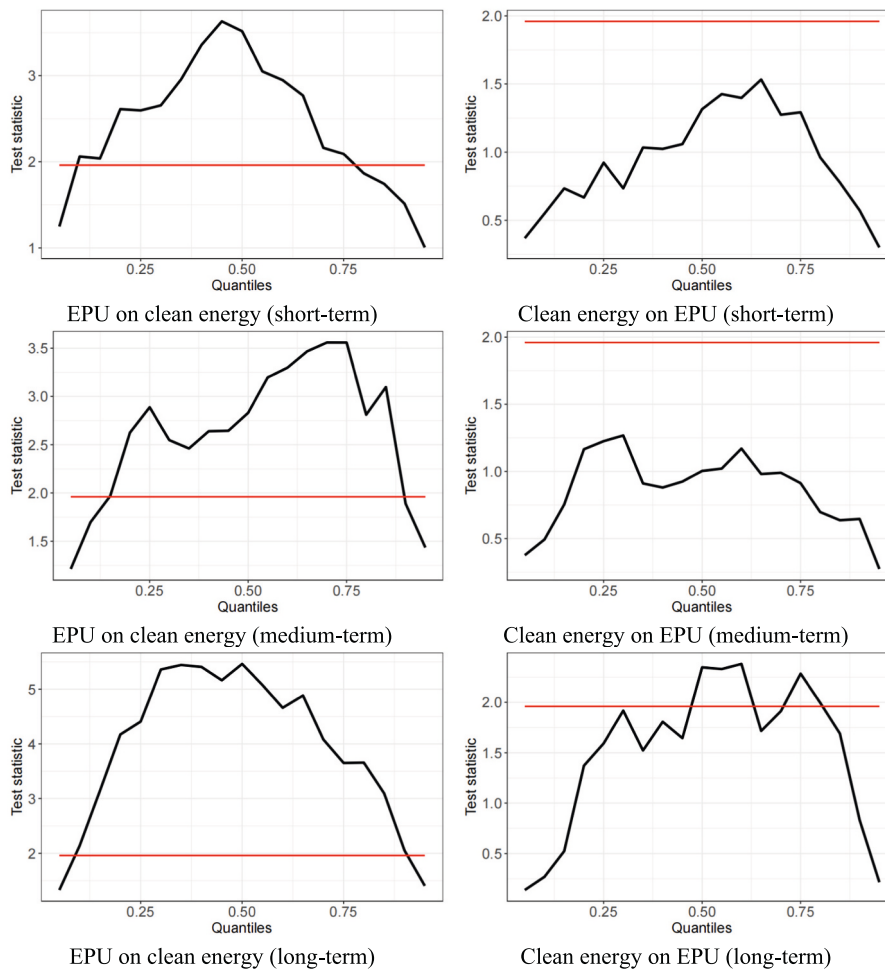 Test statistic
3
2
1
0.25 0.50 0.75
Quantiles
EPU on clean energy (short-term)
Test statistic
2.0
1.5
1.0
0.5
0.25 0.50 0.75
Quantiles
Clean energy on EPU (short-term)
Test statistic
3.5
3.0
2.5
2.0
1.5
0.25 0.50 0.75
Quantiles
EPU on clean energy (medium-term)
Test statistic
2.0
1.5
1.0
0.5
0.25 0.50 0.75
Quantiles
Clean energy on EPU (medium-term)
Test statistic
5
4
3
2
0.25 0.50 0.75
Quantiles
EPU on clean energy (long-term)
Test statistic
2.0
1.5
1.0
0.5
0.25 0.50 0.75
Quantiles
Clean energy on EPU (long-term)